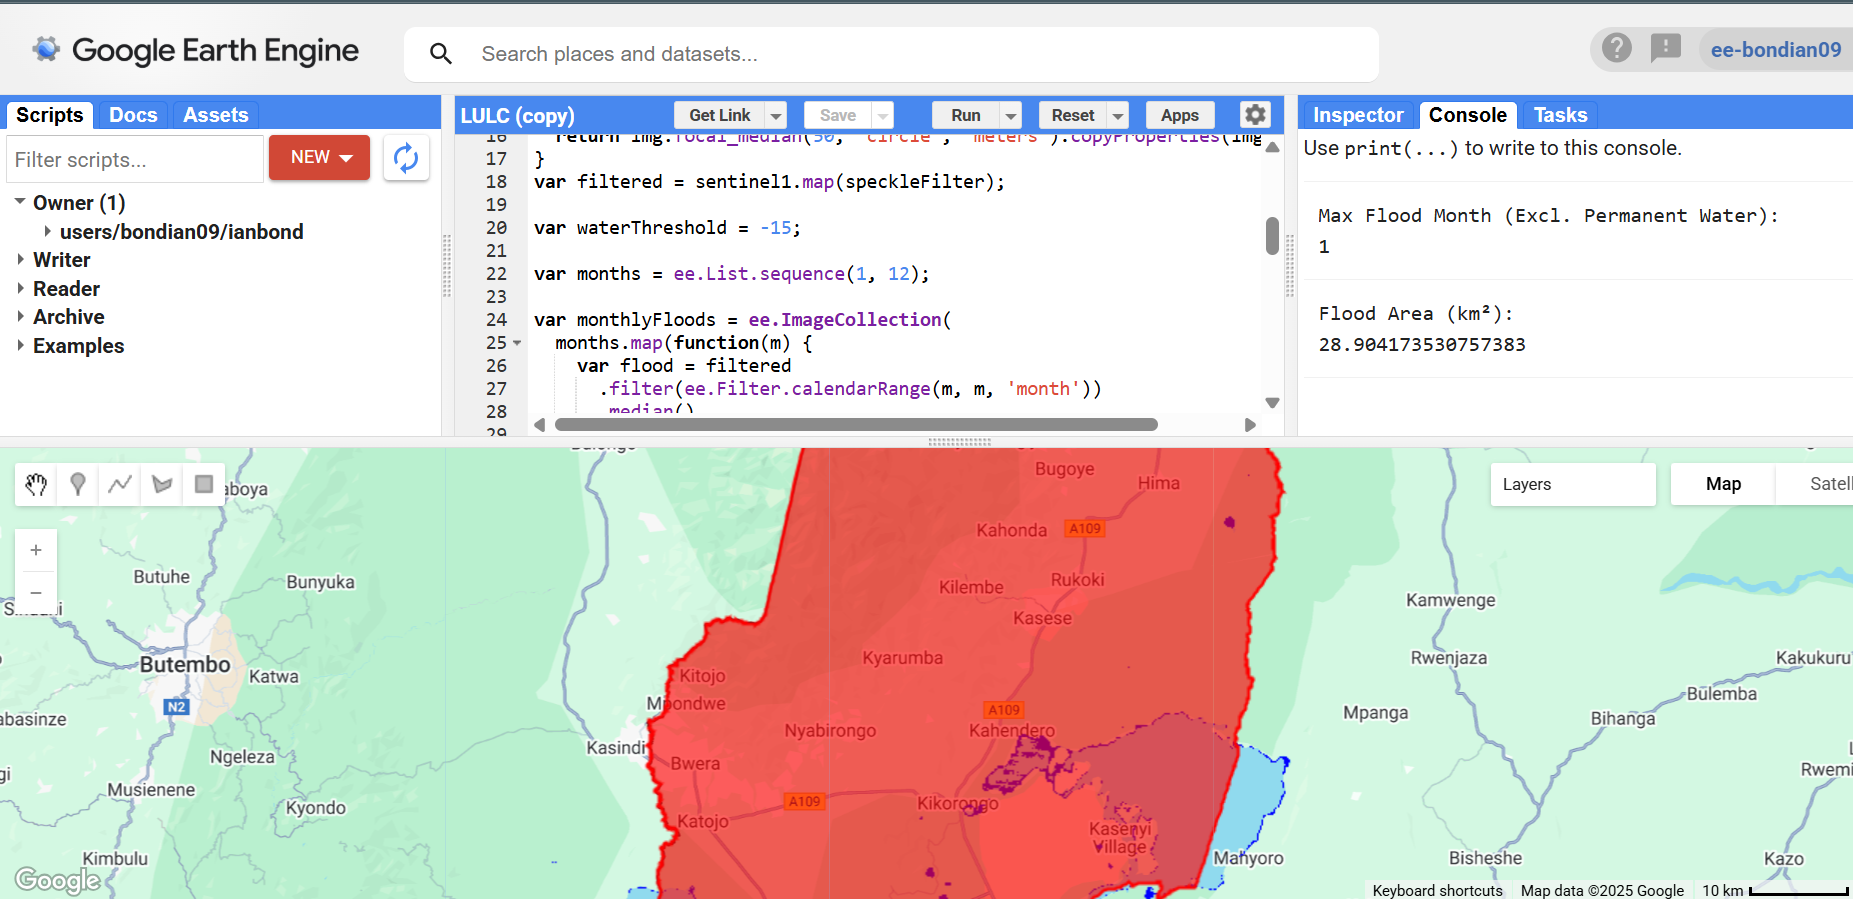 Google Earth Engine
Search places and datasets...
ee-bondian09
Scripts
Docs
Assets
Filter scripts...
NEW
Owner (1)
users/bondian09/ianbond
Writer
Reader
Archive
Examples
LULC (copy)
Get Link
Save
Run
Reset
Apps
16 return img.focal_median(50, 'circle', 'meters').copyProperties(img
17 }
18 var filtered = sentinel1.map(speckleFilter);
19
20 var waterThreshold = -15;
21
22 var months = ee.List.sequence(1, 12);
23
24 var monthlyFloods = ee.ImageCollection(
25 months.map(function(m) {
26 var flood = filtered
27 .filter(ee.Filter.calendarRange(m, m, 'month'))
28 .median()
29
Inspector
Console
Tasks
Use print(...) to write to this console.
Max Flood Month (Excl. Permanent Water):
1
Flood Area (km²):
28.904173530757383
Layers
Map
Satell
+
−
aboya
Bugoye
Hima
Kahonda
A109
Butuhe
Bunyuka
Kilembe
Rukoki
Kamwenge
Kasese
Butembo
Katwa
Kyarumba
Rwenjaza
Kakukuru
Kitojo
Mpondwe
N2
A109
Bulemba
abasinze
Nyabirongo
Kahendero
Mpanga
Bihanga
Kasindi
Ngeleza
Bwera
Rwemi
gi
Musienene
Kyondo
A109
Kikorongo
Katojo
Kasenyi
Village
Kimbulu
Mahyoro
Bisheshe
Kazo
Google
Keyboard shortcuts
Map data ©2025 Google
10 km